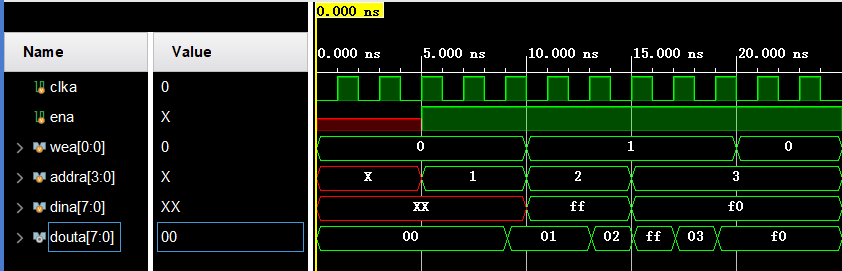 0.000 ns
Name Value 0.000 ns 5.000 ns 10.000 ns 15.000 ns 20.000 ns
clka 0
ena X
wea[0:0] 0 0 1 0
addra[3:0] X X 1 2 3
dina[7:0] XX XX ff f0
douta[7:0] 00 00 01 02 ff 03 f0